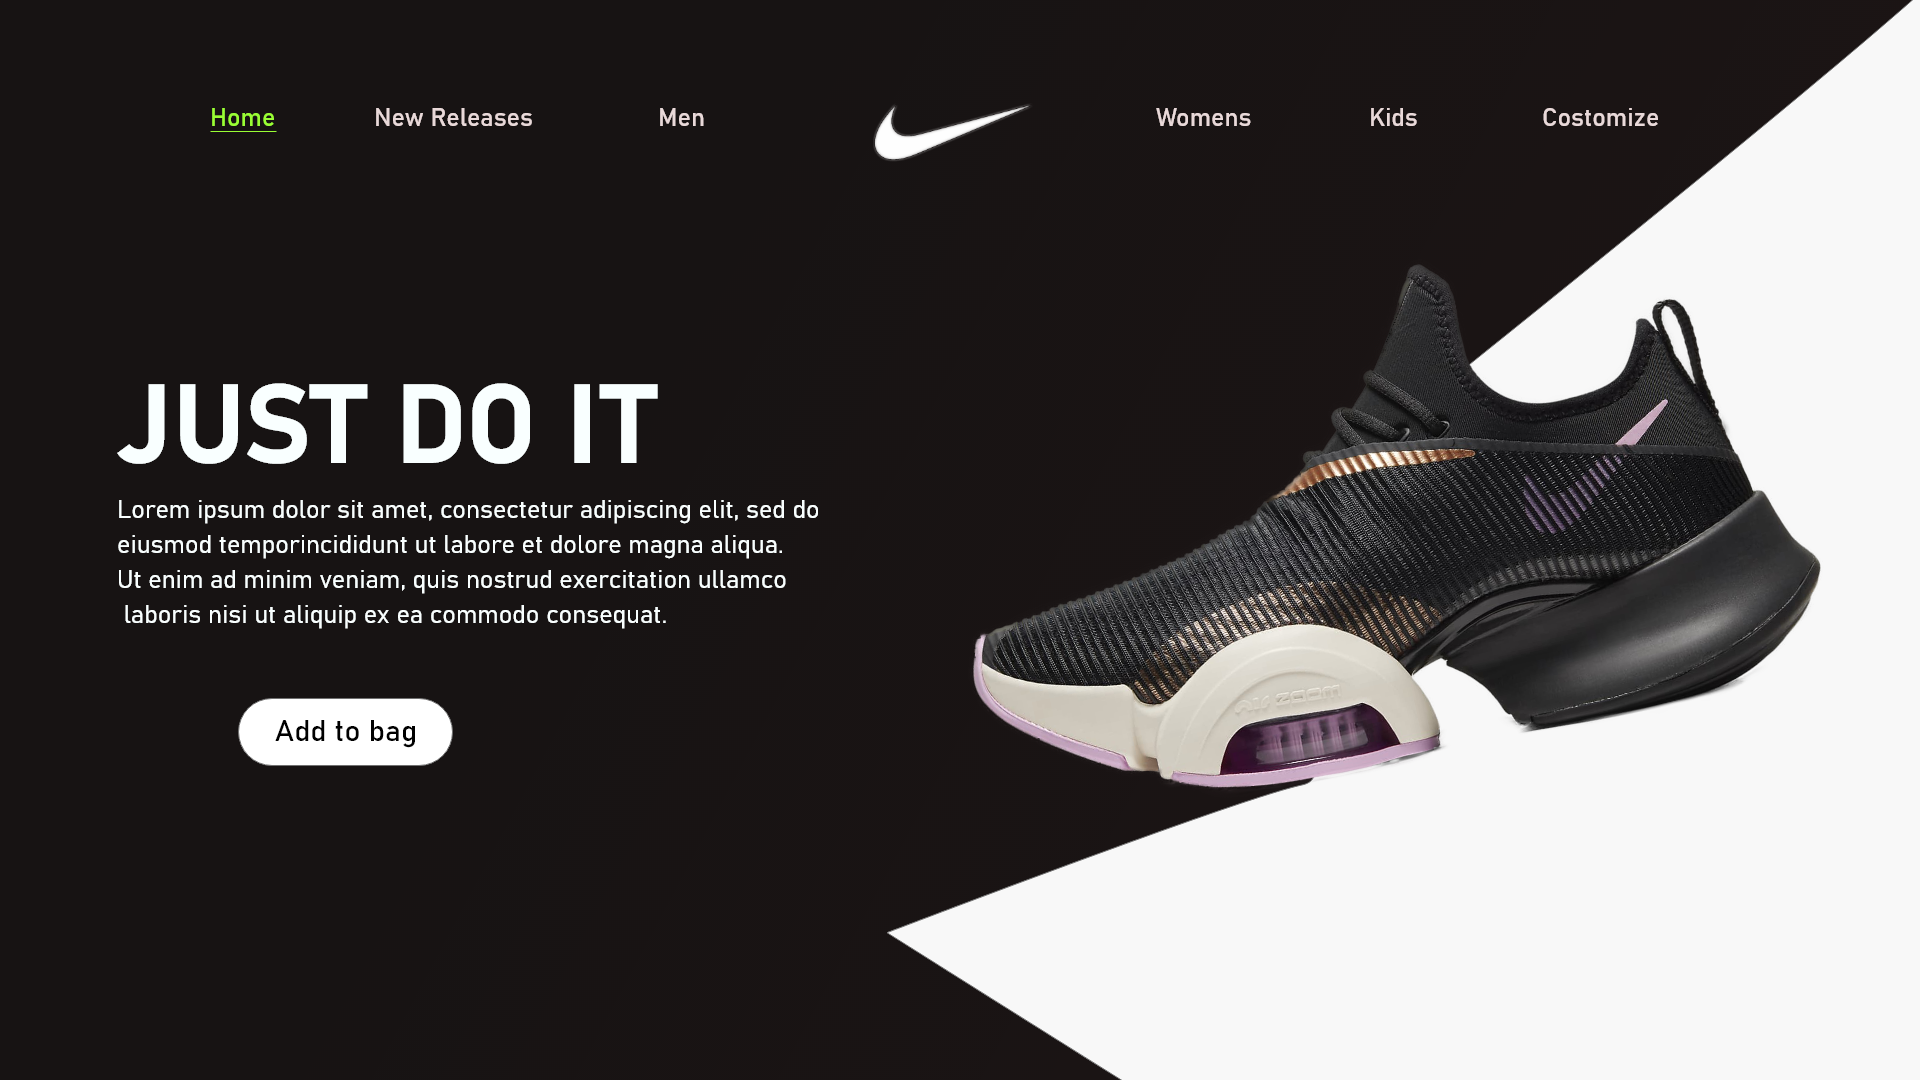 Home New Releases Men Womens Kids Costomize
JUST DO IT
Lorem ipsum dolor sit amet, consectetur adipiscing elit, sed do
eiusmod temporincididunt ut labore et dolore magna aliqua.
Ut enim ad minim veniam, quis nostrud exercitation ullamco
laboris nisi ut aliquip ex ea commodo consequat.
Add to bag